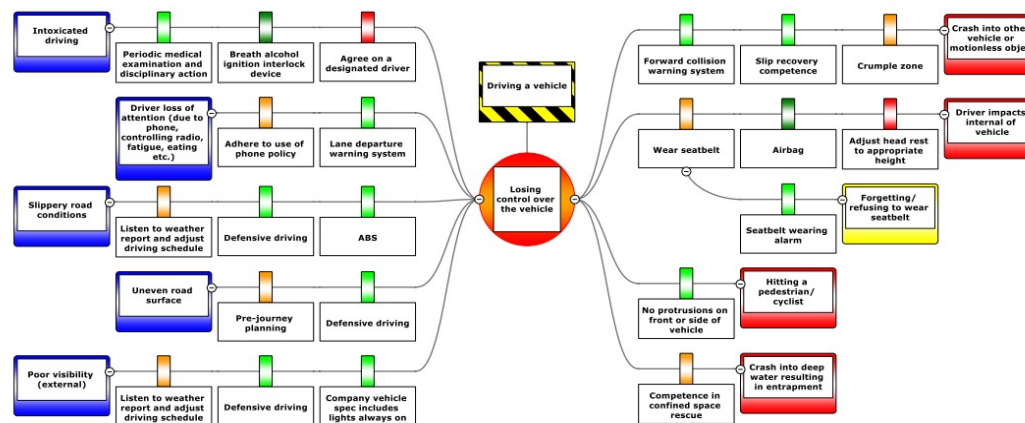 Intoxicated
driving
Periodic medical
examination and
disciplinary action
Breath alcohol
ignition interlock
device
Agree on a
designated driver
Driver loss of
attention (due to
phone,
controlling radio,
fatigue, eating
etc.)
Adhere to use of
phone policy
Lane departure
warning system
Slippery road
conditions
Listen to weather
report and adjust
driving schedule
Defensive driving
ABS
Uneven road
surface
Pre-journey
planning
Defensive driving
Poor visibility
(external)
Listen to weather
report and adjust
driving schedule
Defensive driving
Company vehicle
spec includes
lights always on
Driving a vehicle
Losing
control over
the vehicle
Forward collision
warning system
Slip recovery
competence
Crumple zone
Crash into other
vehicle or
motionless obje
Wear seatbelt
Airbag
Adjust head rest
to appropriate
height
Driver impacts
internal of
vehicle
Seatbelt wearing
alarm
Forgetting/
refusing to wear
seatbelt
No protrusions on
front or side of
vehicle
Hitting a
pedestrian/
cyclist
Competence in
confined space
rescue
Crash into deep
water resulting
in entrapment